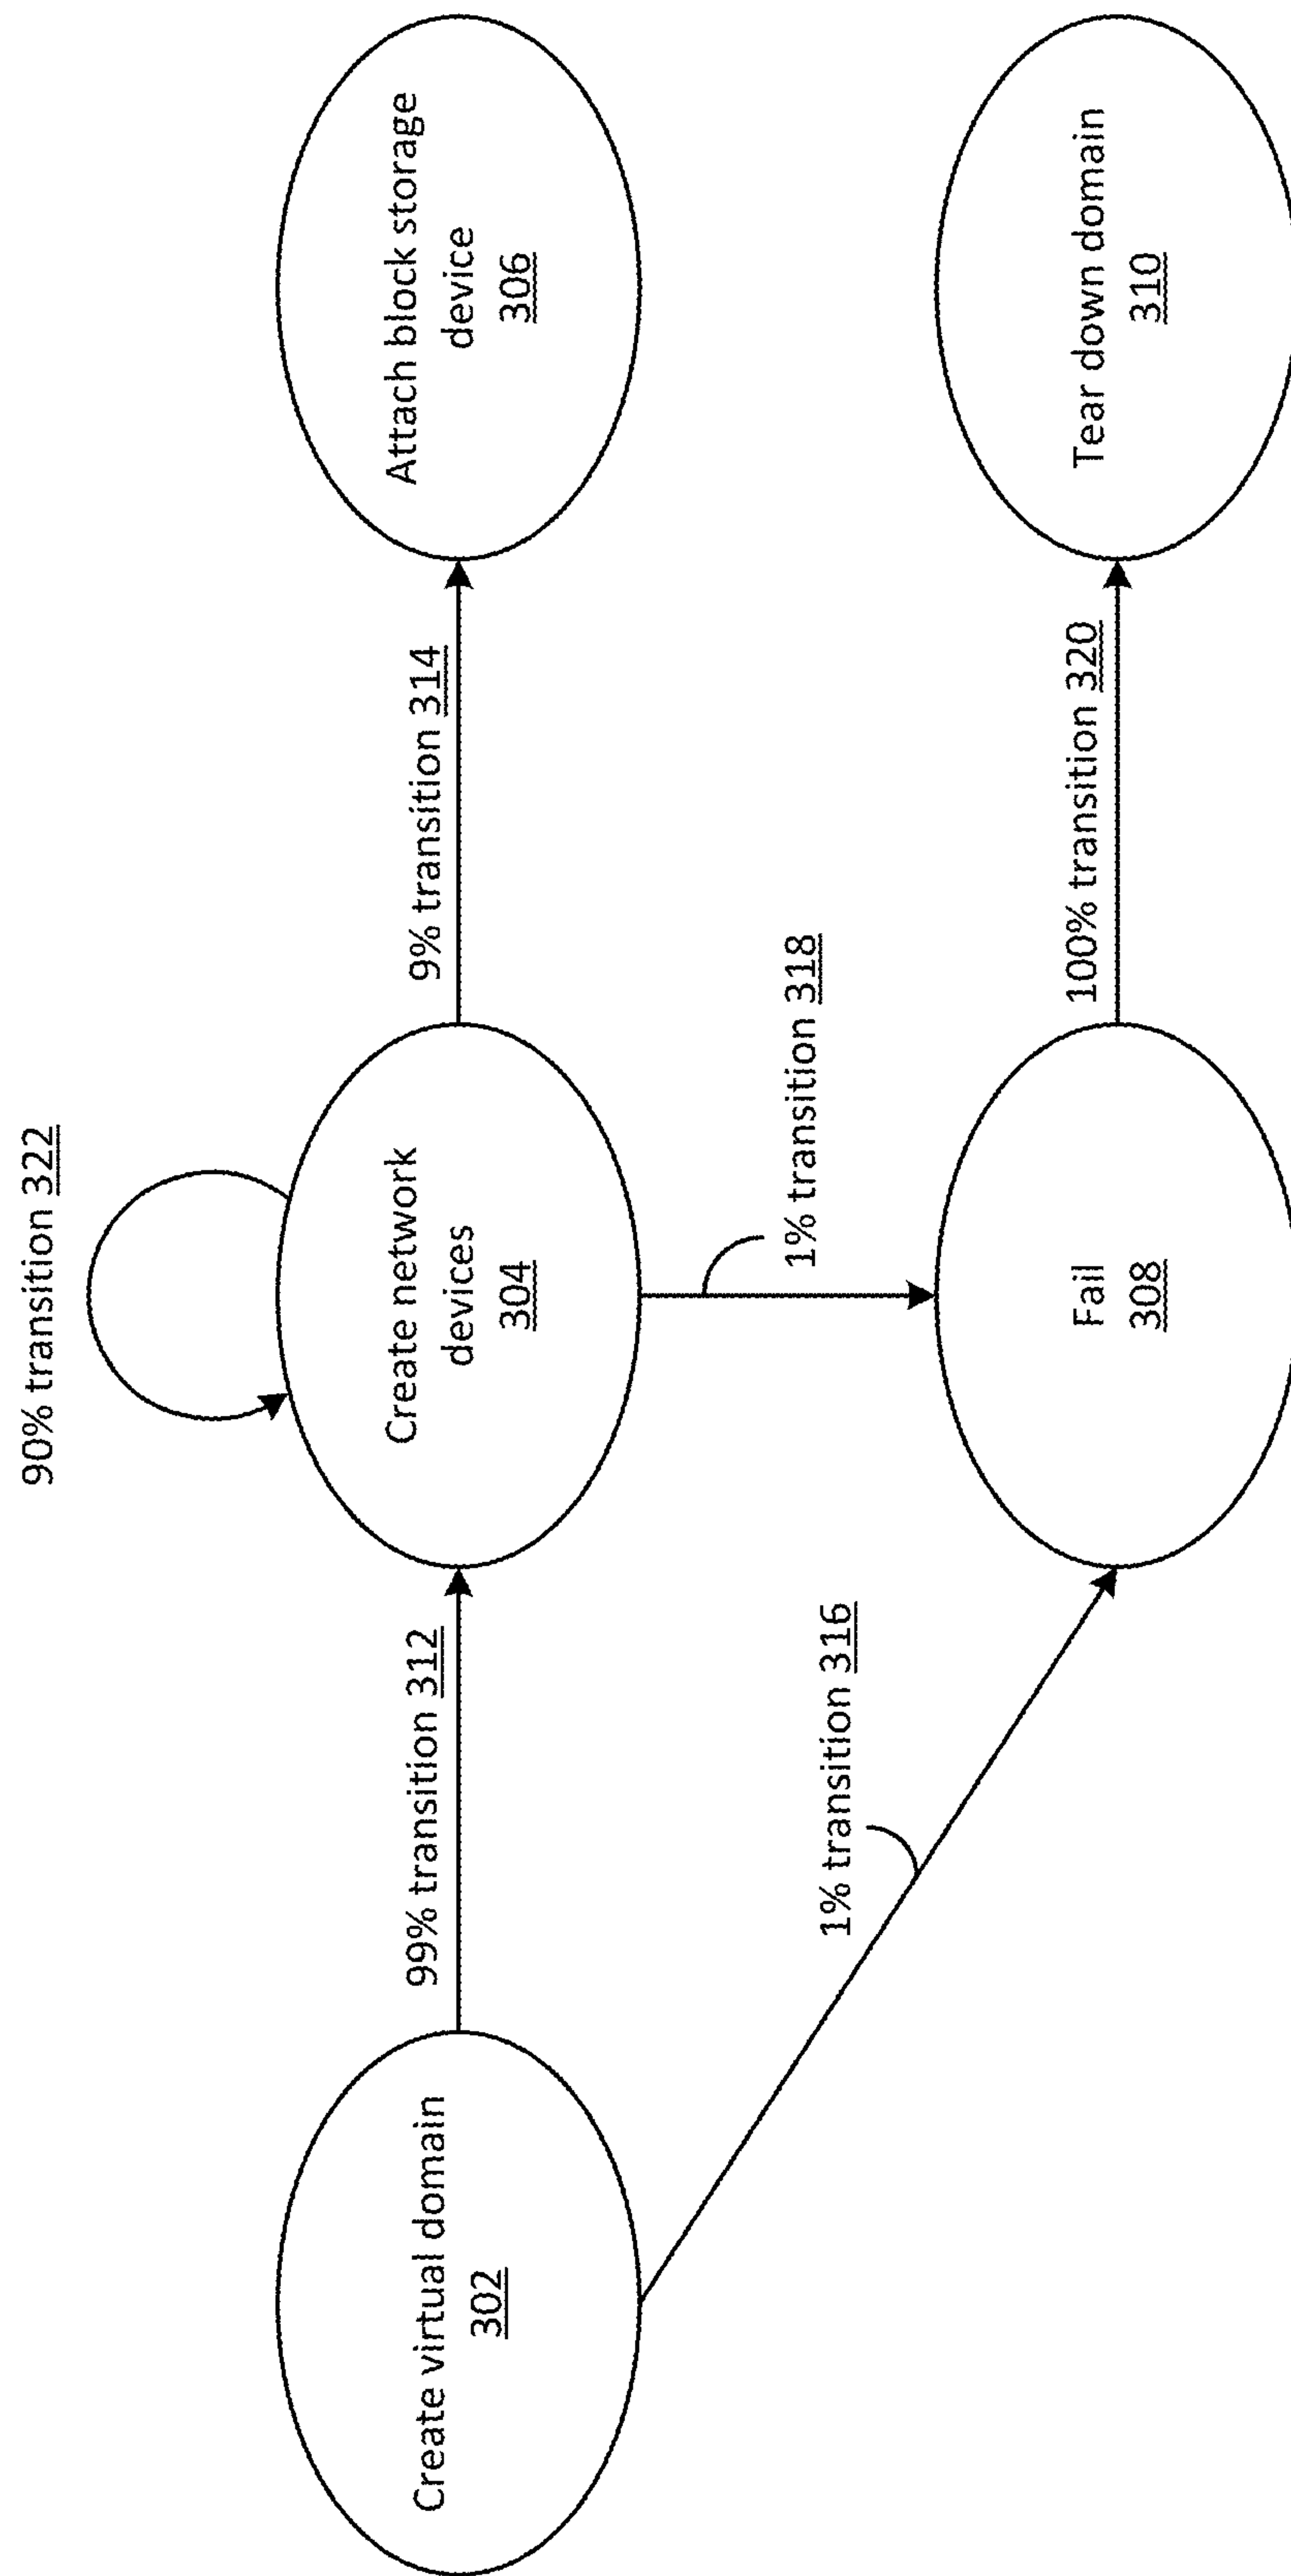 90% transition 322
Create virtual domain
302
99% transition 312
Create network
devices
304
9% transition 314
Attach block storage
device
306
1% transition 316
1% transition 318
Fail
308
100% transition 320
Tear down domain
310